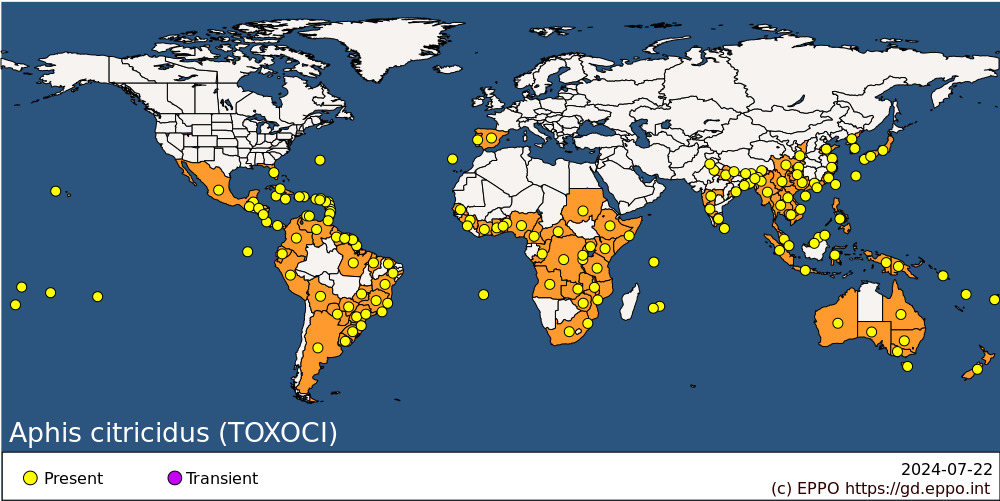 Aphis citricidus (TOXOCI)
Present
Transient
2024-07-22
(c) EPPO https://gd.eppo.int